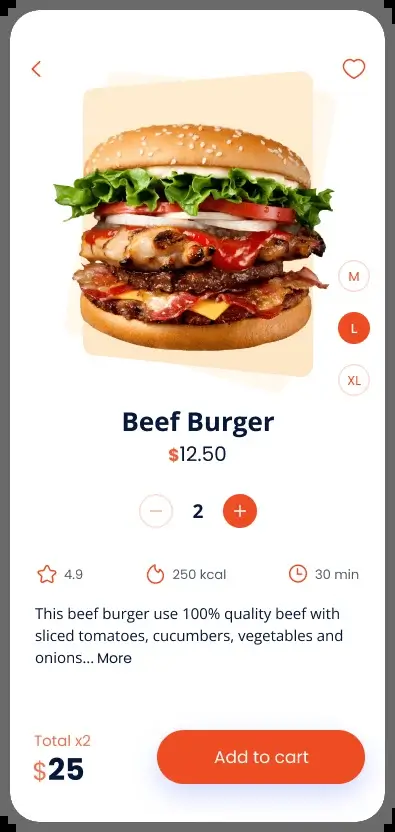 M
L
XL
Beef Burger
$12.50
2
4.9
250 kcal
30 min
This beef burger use 100% quality beef with
sliced tomatoes, cucumbers, vegetables and
onions... More
Total x2
$25
Add to cart